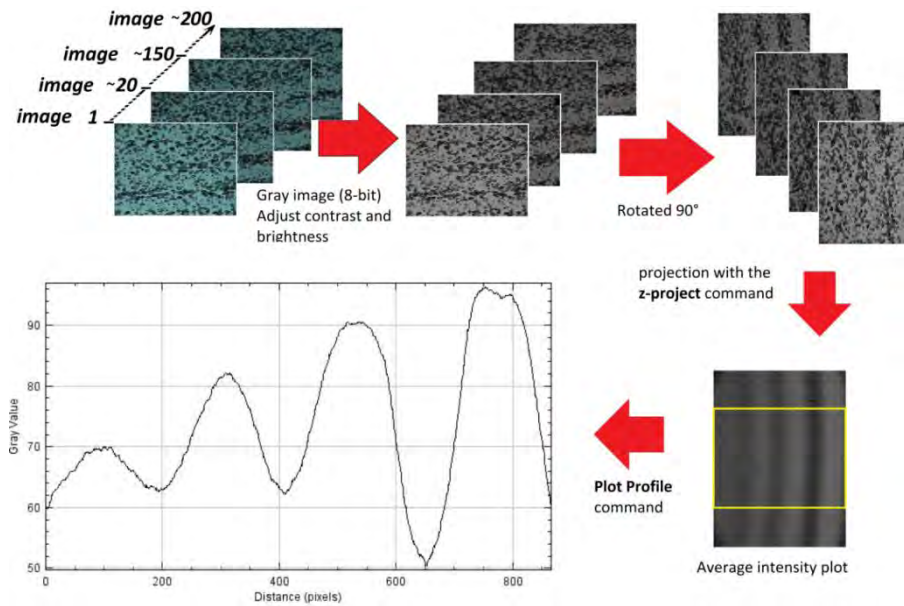 image ~200
image ~150
image ~20
image 1
Gray image (8-bit)
Adjust contrast and
brightness
Rotated 90°
projection with the
z-project command
Average intensity plot
Plot Profile
command
90
80
70
60
50
Gray Value
0
200
400
600
800
Distance (pixels)